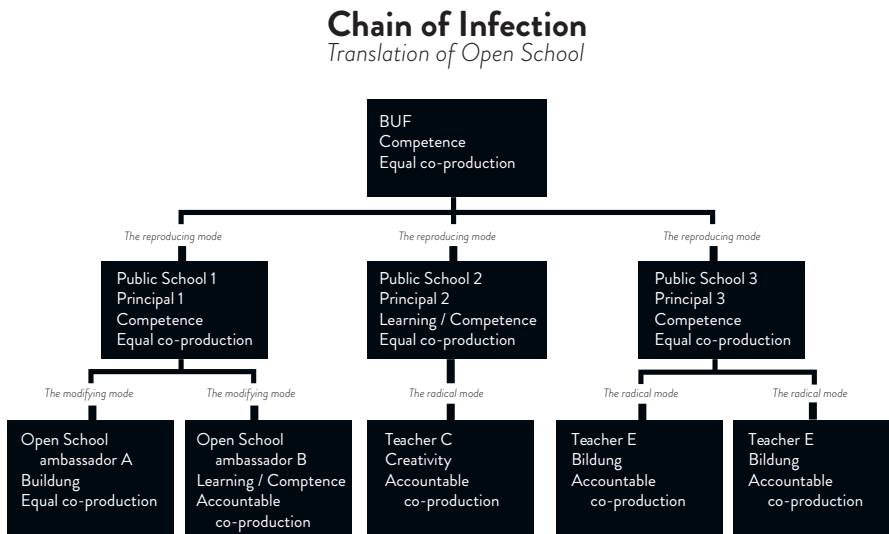 Chain of Infection
Translation of Open School
BUF
Competence
Equal co-production
The reproducing mode
The reproducing mode
The reproducing mode
Public School 1
Principal 1
Competence
Equal co-production
Public School 2
Principal 2
Learning / Competence
Equal co-production
Public School 3
Principal 3
Competence
Equal co-production
The modifying mode
The modifying mode
The radical mode
The radical mode
The radical mode
Open School
ambassador A
Buildung
Equal co-production
Open School
ambassador B
Learning / Comptence
Accountable
co-production
Teacher C
Creativity
Accountable
co-production
Teacher E
Bildung
Accountable
co-production
Teacher E
Bildung
Accountable
co-production